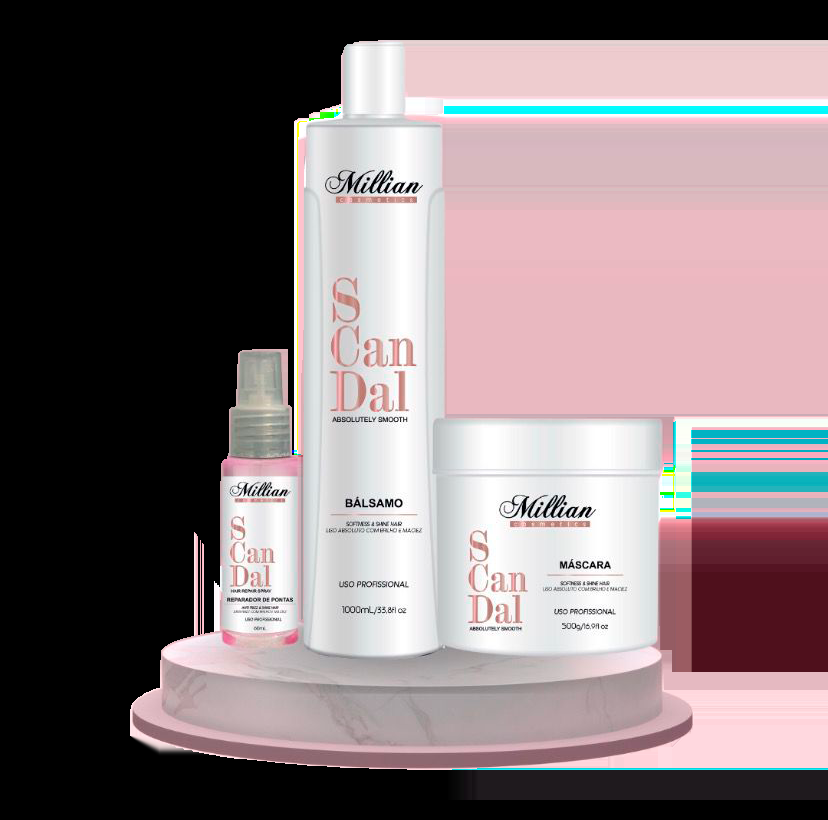 Millian
cosmetics
S
Can
Dal
ABSOLUTELY SMOOTH
BÁLSAMO
SOFTNESS & SHINE HAIR
LISO ABSOLUTO COM BRILHO E MACIEZ
USO PROFISSIONAL
1000mL/33.8fl oz
Millian
cosmetics
S
Can
Dal
HAIR REPAIR SPRAY
REPARADOR DE PONTAS
USO PROFISSIONAL
60mL
Millian
cosmetics
S
Can
Dal
ABSOLUTELY SMOOTH
MÁSCARA
SOFTNESS & SHINE HAIR
LISO ABSOLUTO COM BRILHO E MACIEZ
USO PROFISSIONAL
500g/16.9fl oz